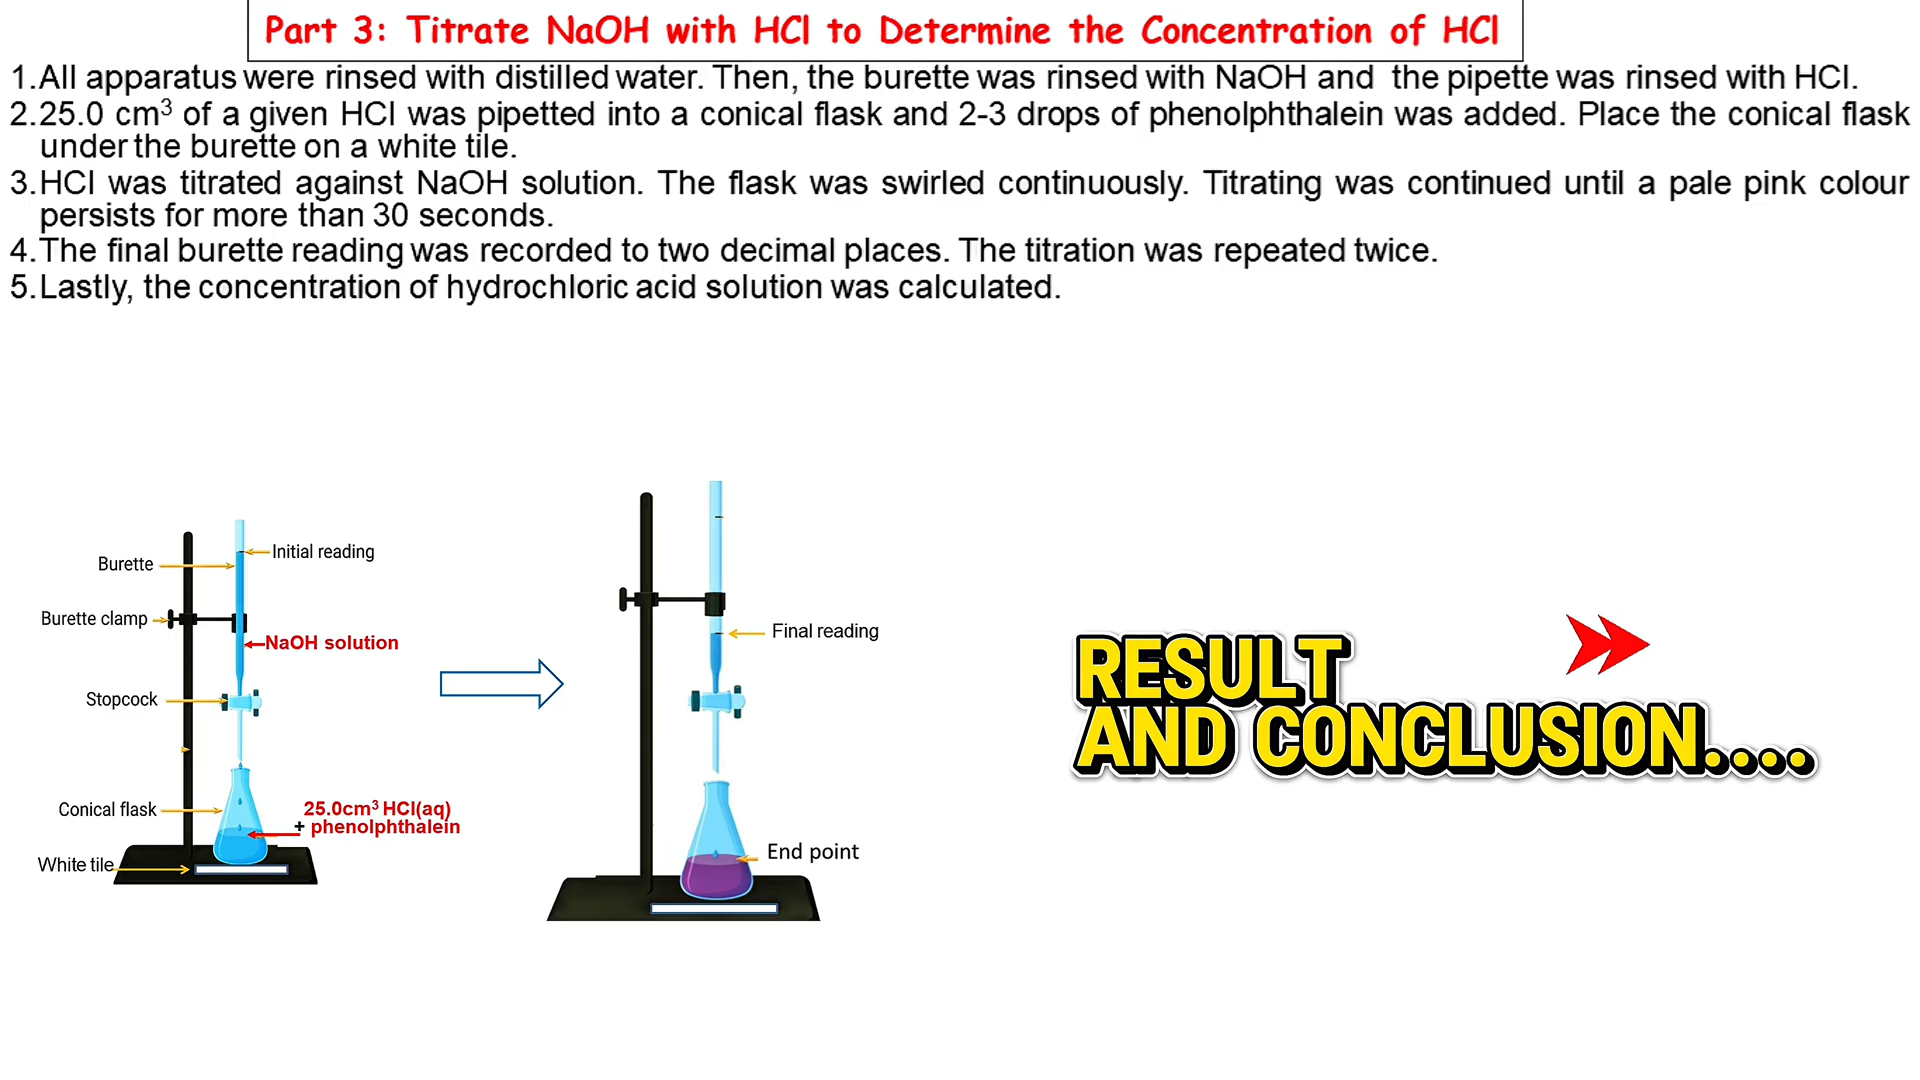 Part 3: Titrate NaOH with HCl to Determine the Concentration of HCl
1.All apparatus were rinsed with distilled water. Then, the burette was rinsed with NaOH and the pipette was rinsed with HCl.
2.25.0 cm³ of a given HCl was pipetted into a conical flask and 2-3 drops of phenolphthalein was added. Place the conical flask
under the burette on a white tile.
3.HCl was titrated against NaOH solution. The flask was swirled continuously. Titrating was continued until a pale pink colour
persists for more than 30 seconds.
4.The final burette reading was recorded to two decimal places. The titration was repeated twice.
5.Lastly, the concentration of hydrochloric acid solution was calculated.
Initial reading
Burette
Burette clamp
NaOH solution
Stopcock
Conical flask
25.0cm³ HCl(aq)
+ phenolphthalein
White tile
Final reading
End point
RESULT
AND CONCLUSION....